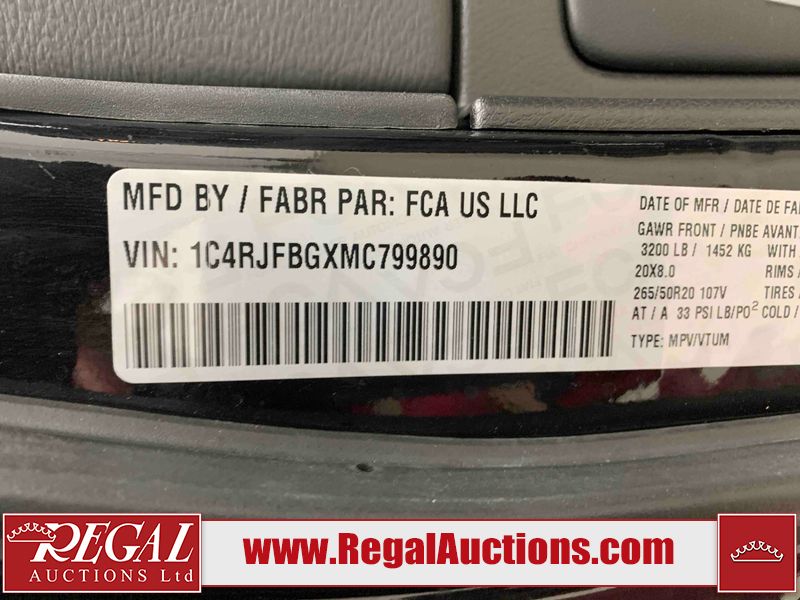 MFD BY / FABR PAR: FCA US LLC
VIN: 1C4RJFBGXMC799890
DATE OF MFR / DATE DE FA
GAWR FRONT / PNBE AVANT
3200 LB / 1452 KG WITH
20X8.0 RIMS /
265/50R20 107V TIRES
AT / A 33 PSI LB/PO² COLD /
TYPE: MPV/VTUM
REGAL
AUCTIONS Ltd
www.RegalAuctions.com